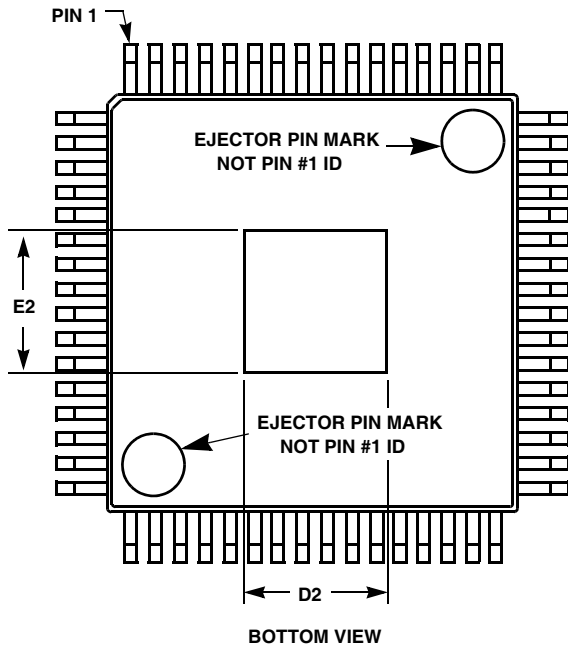 PIN 1
EJECTOR PIN MARK
NOT PIN #1 ID
E2
EJECTOR PIN MARK
NOT PIN #1 ID
D2
BOTTOM VIEW